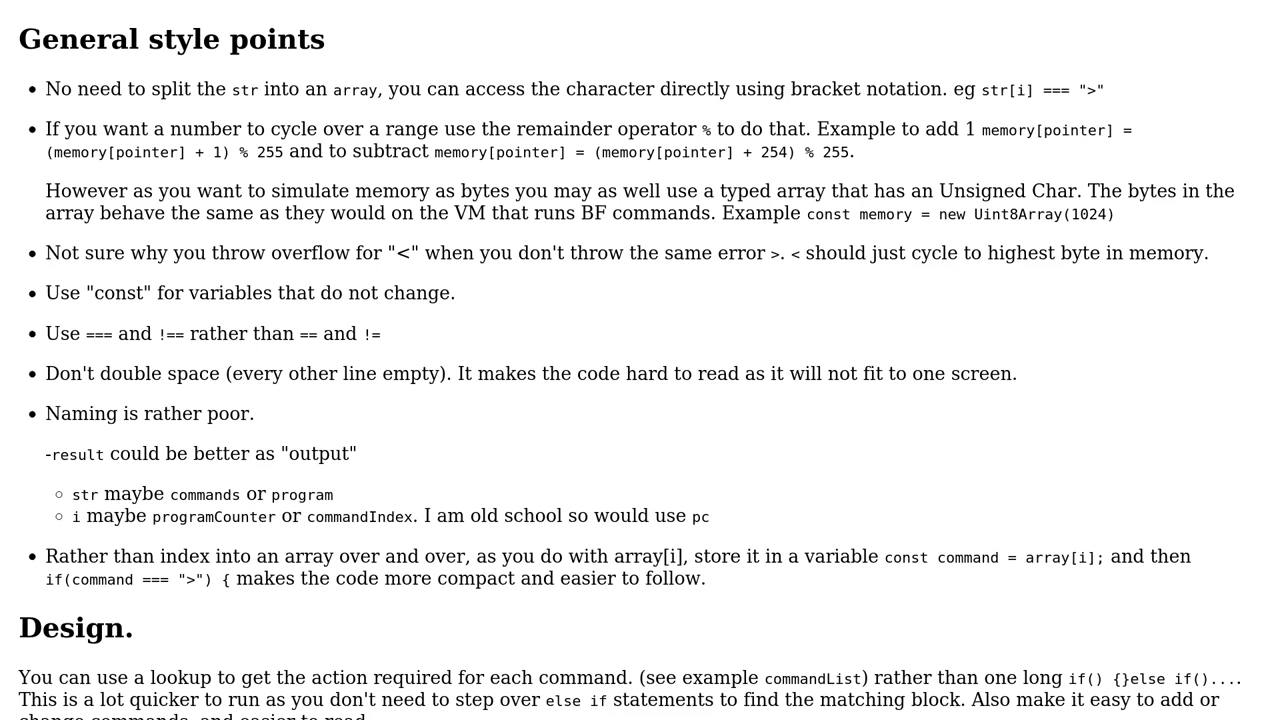 General style points
No need to split the str into an array, you can access the character directly using bracket notation. eg str[i] === ">"
If you want a number to cycle over a range use the remainder operator % to do that. Example to add 1 memory[pointer] =
(memory[pointer] + 1) % 255 and to subtract memory[pointer] = (memory[pointer] + 254) % 255.
However as you want to simulate memory as bytes you may as well use a typed array that has an Unsigned Char. The bytes in the
array behave the same as they would on the VM that runs BF commands. Example const memory = new Uint8Array(1024)
Not sure why you throw overflow for "<" when you don't throw the same error >. < should just cycle to highest byte in memory.
Use "const" for variables that do not change.
Use === and !== rather than == and !=
Don't double space (every other line empty). It makes the code hard to read as it will not fit to one screen.
Naming is rather poor.
-result could be better as "output"
str maybe commands or program
i maybe programCounter or commandIndex. I am old school so would use pc
Rather than index into an array over and over, as you do with array[i], store it in a variable const command = array[i]; and then
if(command === ">") { makes the code more compact and easier to follow.
Design.
You can use a lookup to get the action required for each command. (see example commandList) rather than one long if() {}else if()....
This is a lot quicker to run as you don't need to step over else if statements to find the matching block. Also make it easy to add or
change commands, and easier to read